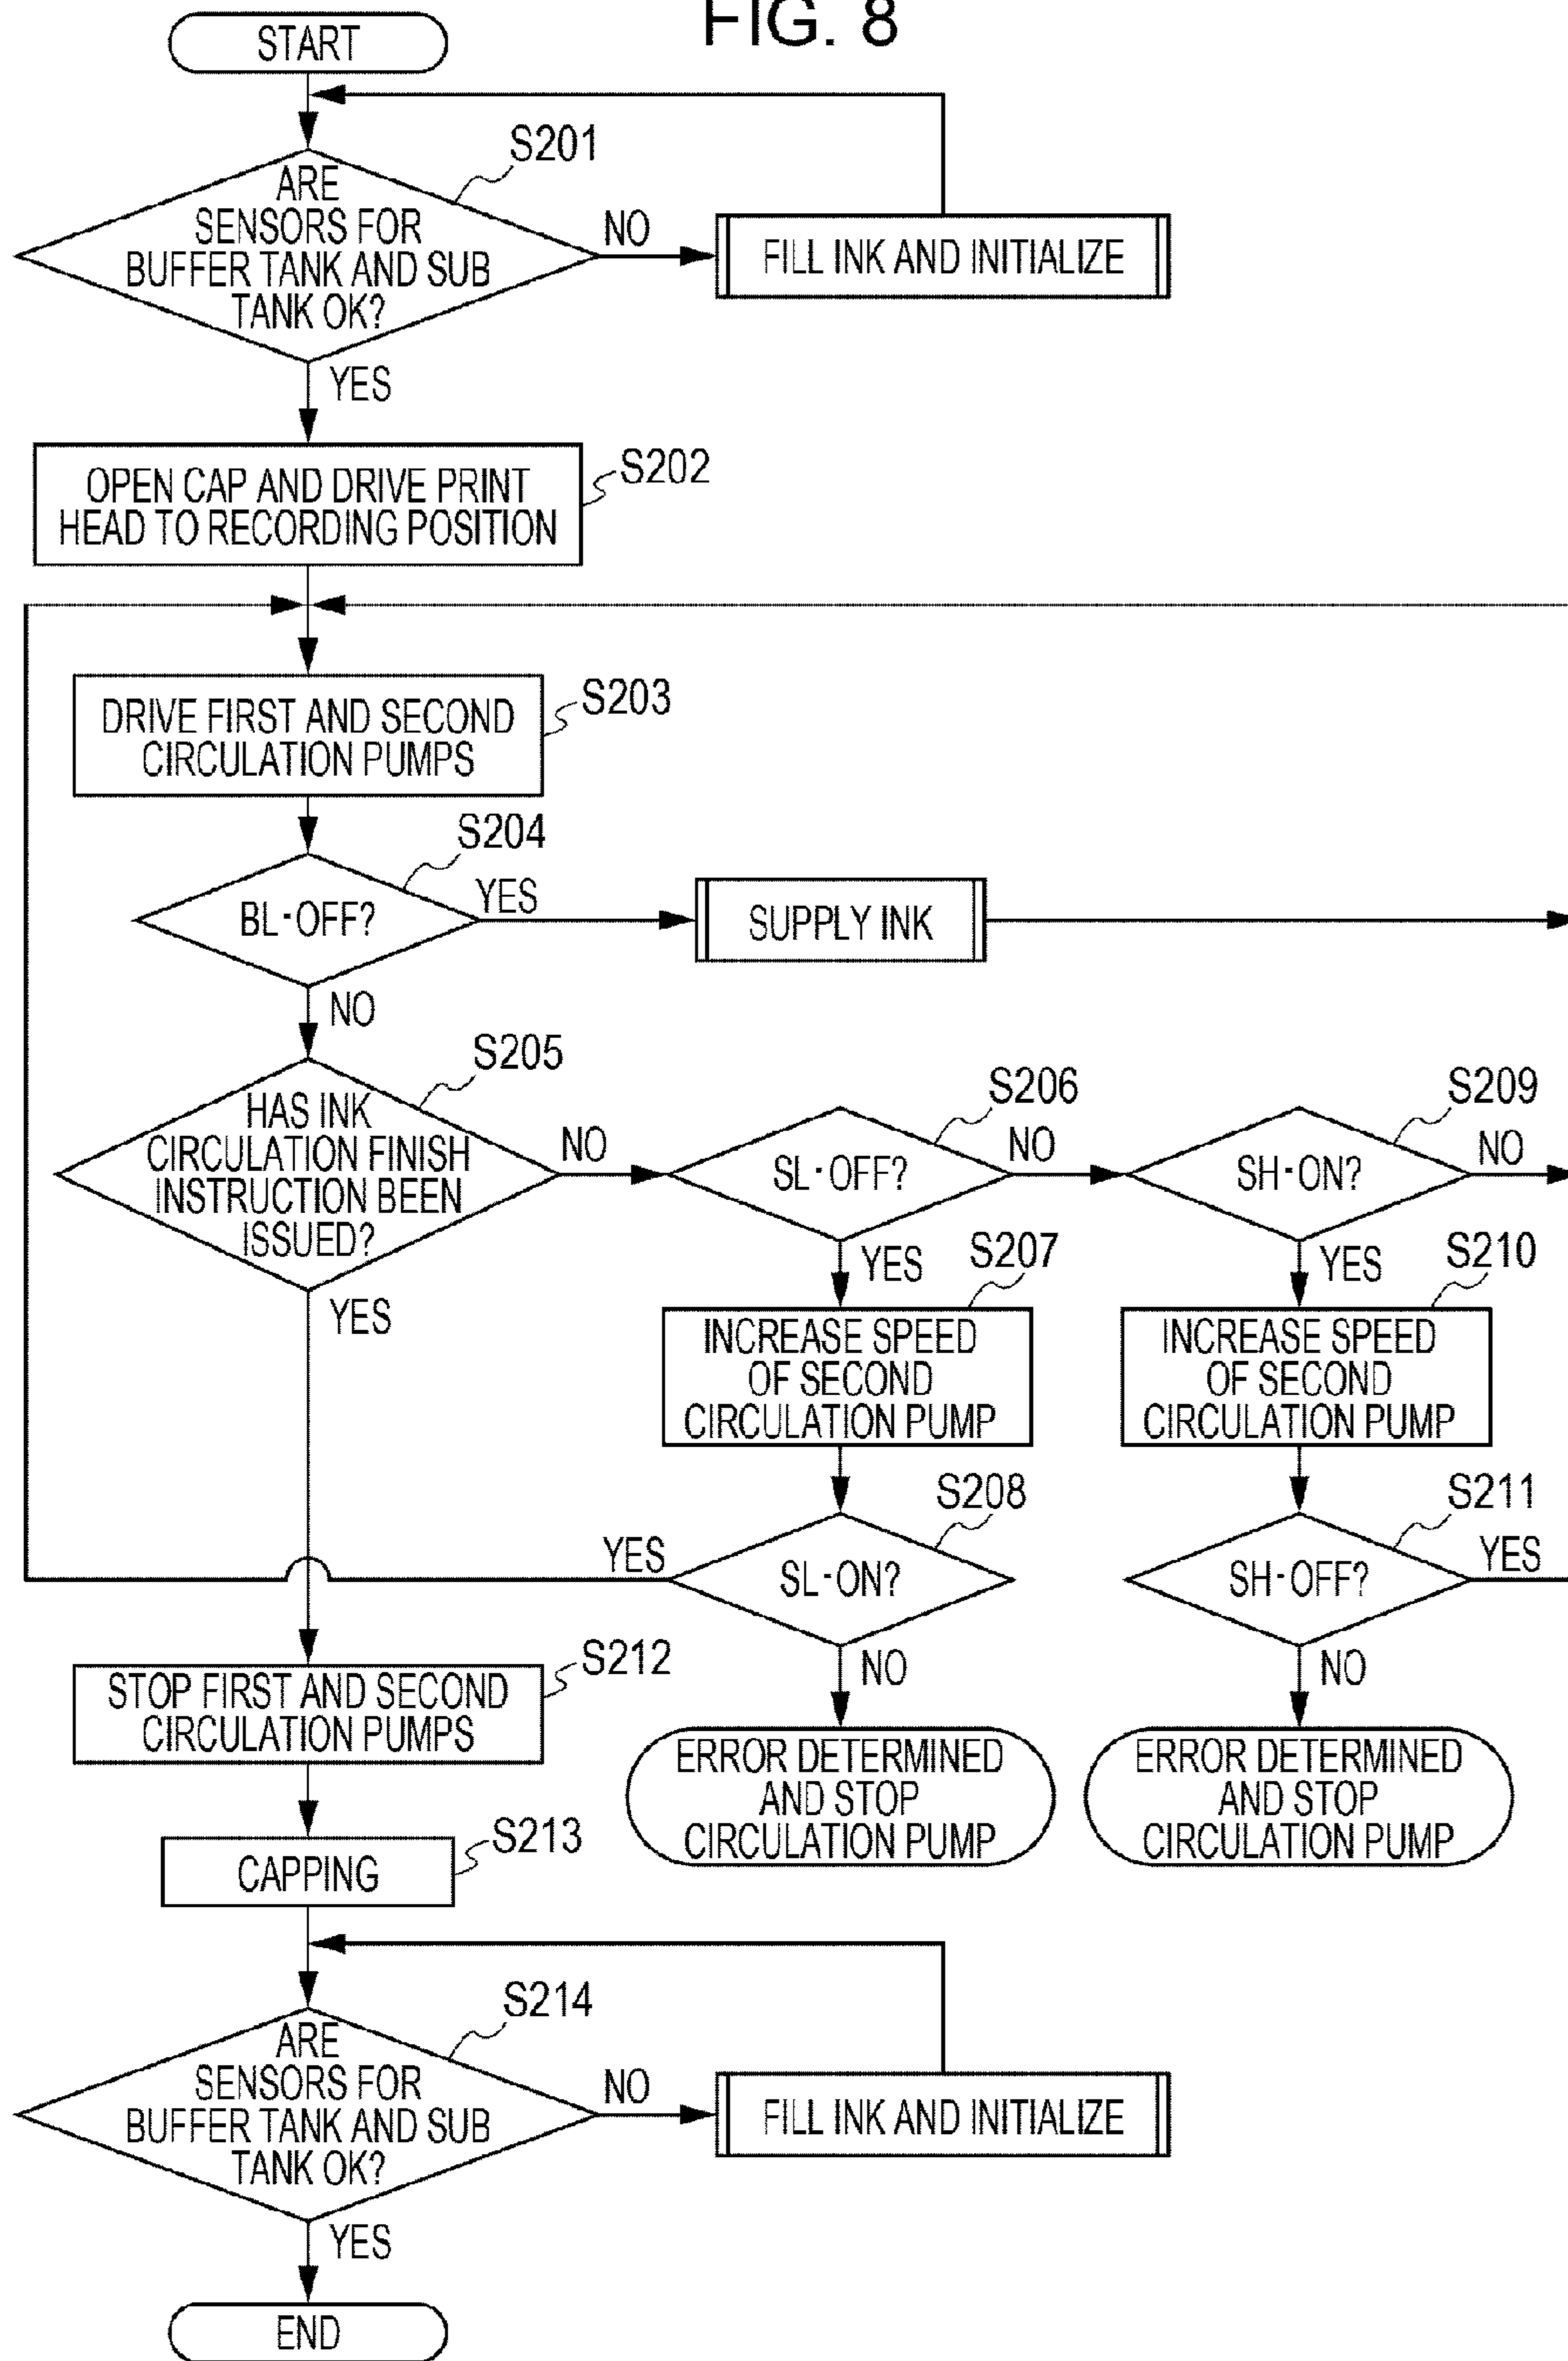 FIG. 8
START
S201
ARE
SENSORS FOR
BUFFER TANK AND SUB
TANK OK?
NO
FILL INK AND INITIALIZE
YES
S202
OPEN CAP AND DRIVE PRINT
HEAD TO RECORDING POSITION
S203
DRIVE FIRST AND SECOND
CIRCULATION PUMPS
S204
BL-OFF?
YES
SUPPLY INK
NO
S205
HAS INK
CIRCULATION FINISH
INSTRUCTION BEEN
ISSUED?
NO
YES
S206
SL-OFF?
NO
YES
S209
SH-ON?
NO
YES
S207
INCREASE SPEED
OF SECOND
CIRCULATION PUMP
S210
INCREASE SPEED
OF SECOND
CIRCULATION PUMP
S208
SL-ON?
YES
NO
S211
SH-OFF?
YES
NO
ERROR DETERMINED
AND STOP
CIRCULATION PUMP
ERROR DETERMINED
AND STOP
CIRCULATION PUMP
S212
STOP FIRST AND SECOND
CIRCULATION PUMPS
S213
CAPPING
S214
ARE
SENSORS FOR
BUFFER TANK AND SUB
TANK OK?
NO
FILL INK AND INITIALIZE
YES
END